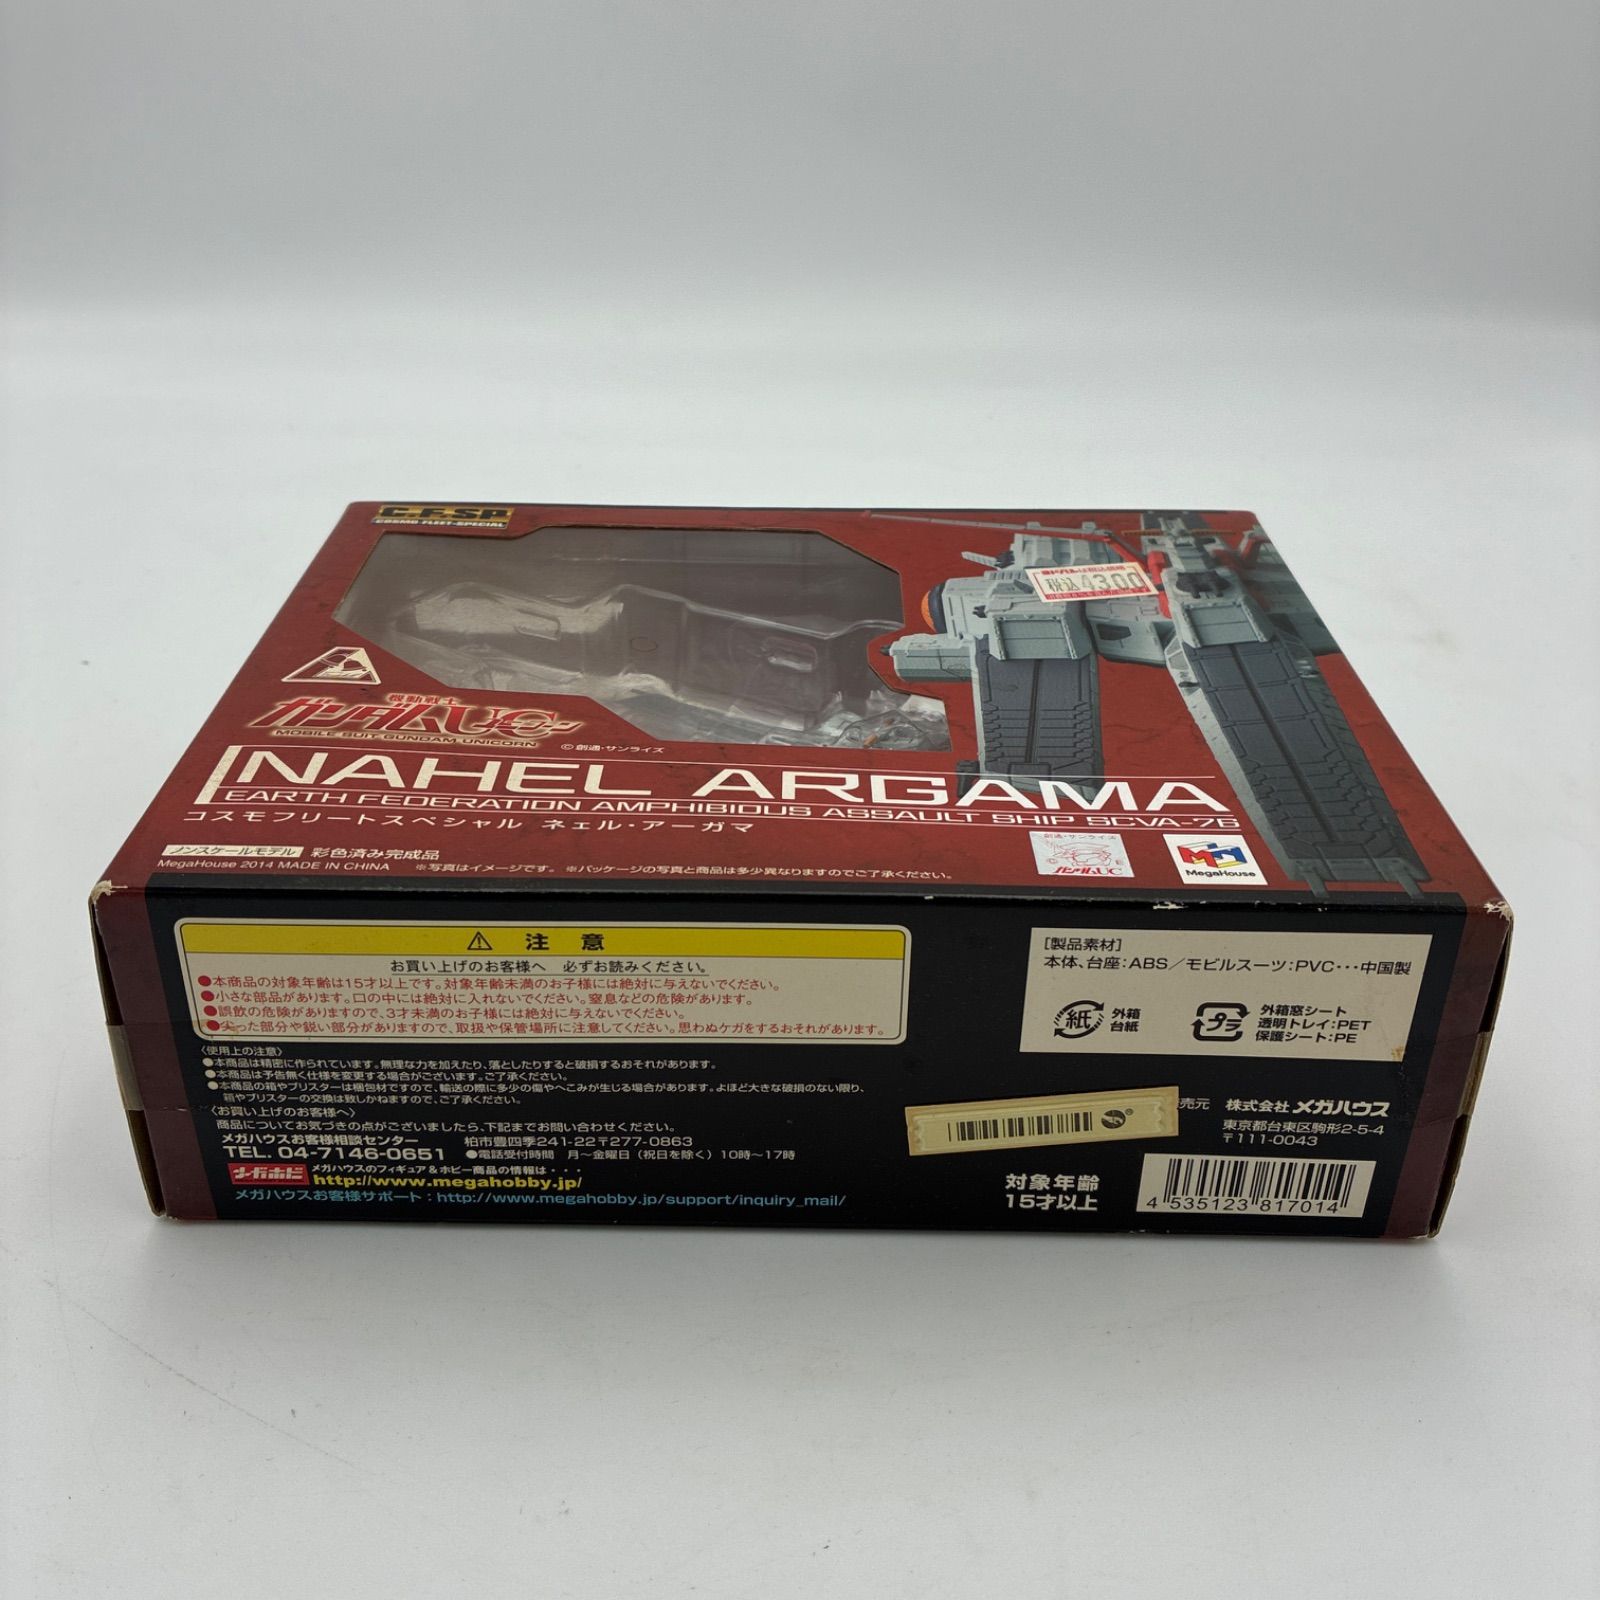 C.F.SP
COSMO FLEET SPECIAL
税込 4300
機動戦士
ガンダムUC
MOBILE SUIT GUNDAM UNICORN
©創通・サンライズ
NAHEL ARGAMA
EARTH FEDERATION AMPHIBIOUS ASSAULT SHIP SCVA-76
コスモフリートスペシャル ネェル・アーガマ
ノンスケールモデル 彩色済み完成品
MegaHouse 2014 MADE IN CHINA ※写真はイメージです。 ※パッケージの写真と商品は多少異なりますのでご了承ください。
創通・サンライズ
ガンダムUC
MegaHouse
注意
お買い上げのお客様へ 必ずお読みください。
●本商品の対象年齢は15才以上です。対象年齢未満のお子様には絶対に与えないでください。
●小さな部品があります。口の中には絶対に入れないでください。窒息などの危険があります。
●誤飲の危険がありますので、3才未満のお子様には絶対に与えないでください。
●尖った部分や鋭い部分がありますので、取扱や保管場所に注意してください。思わぬケガをするおそれがあります。
〈使用上の注意〉
●本商品は精密に作られています。無理な力を加えたり、落としたりすると破損するおそれがあります。
●本商品は予告無く仕様を変更する場合がございます。ご了承ください。
●本商品の箱やブリスターは梱包材ですので、輸送の際に多少の傷やへこみが生じる場合があります。よほど大きな破損のない限り、
箱やブリスターの交換は致しかねますので、ご了承ください。
〈お買い上げのお客様へ〉
商品についてお気づきの点がございましたら、下記までお問い合わせください。
メガハウスお客様相談センター 柏市豊四季241-22〒277-0863
TEL. 04-7146-0651 ●電話受付時間 月〜金曜日(祝日を除く)10時〜17時
メガホビ メガハウスのフィギュア&ホビー商品の情報は・・・
http://www.megahobby.jp/
メガハウスお客様サポート:http://www.megahobby.jp/support/inquiry_mail/
[製品素材]
本体、台座:ABS/モビルスーツ:PVC・・・中国製
紙 外箱
台紙
プラ 外箱窓シート
透明トレイ:PET
保護シート:PE
売元 株式会社メガハウス
東京都台東区駒形2-5-4
〒111-0043
対象年齢
15才以上
4 535123 817014